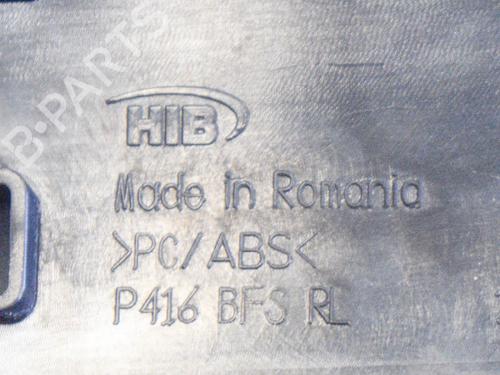 B-PARTS
HIB
Made in Romania
>PC/ABS<
P416 BFS RL